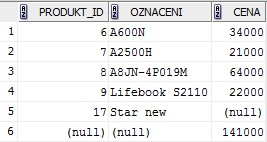 PRODUKT_ID OZNACENI CENA
1 6 A600N 34000
2 7 A2500H 21000
3 8 A8JN-4P019M 64000
4 9 Lifebook S2110 22000
5 17 Star new (null)
6 (null) (null) 141000